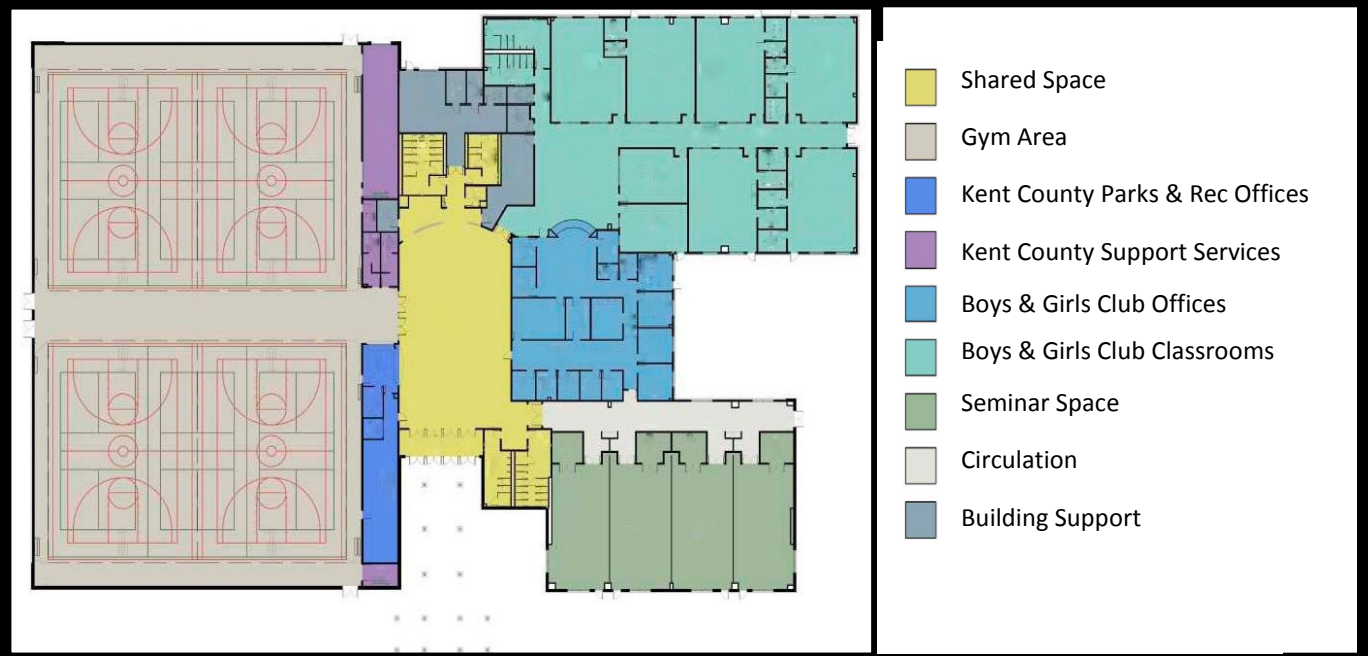 Shared Space
Gym Area
Kent County Parks & Rec Offices
Kent County Support Services
Boys & Girls Club Offices
Boys & Girls Club Classrooms
Seminar Space
Circulation
Building Support